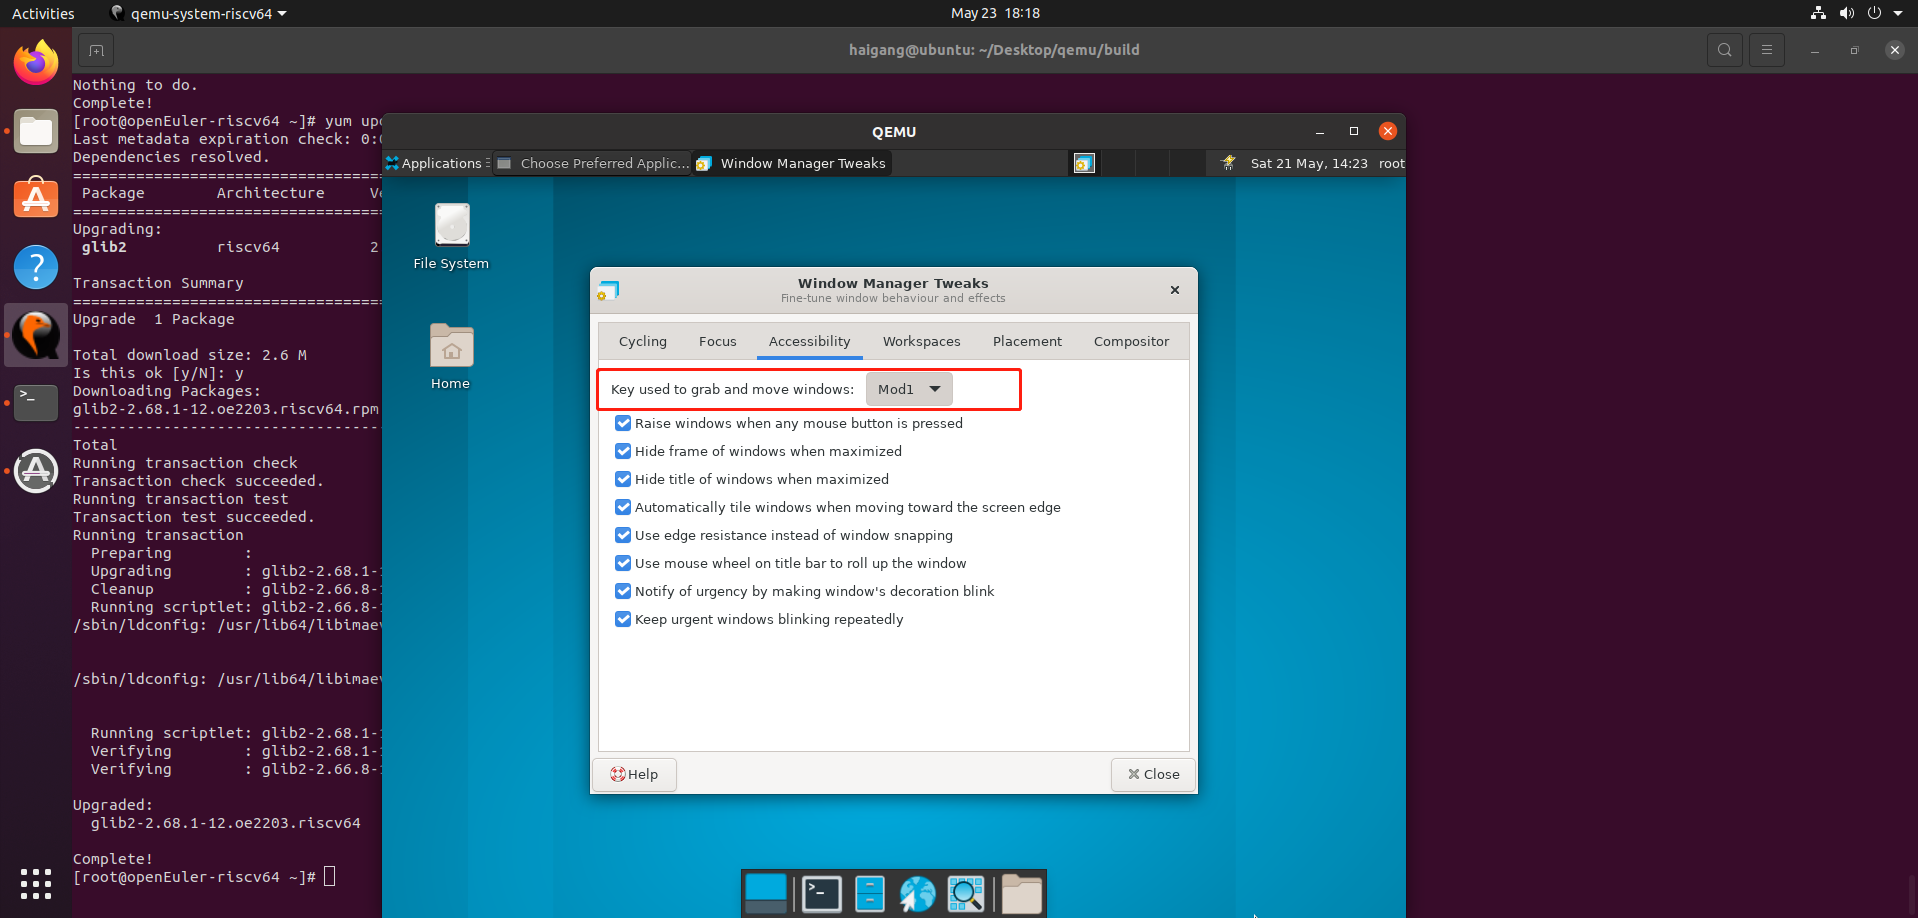 Activities
qemu-system-riscv64
May 23 18:18
haigang@ubuntu: ~/Desktop/qemu/build
Nothing to do.
Complete!
[root@openEuler-riscv64 ~]# yum upd
Last metadata expiration check: 0:0
Dependencies resolved.
================================
Package Architecture Ve
================================
Upgrading:
glib2 riscv64 2
Transaction Summary
================================
Upgrade 1 Package
Total download size: 2.6 M
Is this ok [y/N]: y
Downloading Packages:
glib2-2.68.1-12.oe2203.riscv64.rpm
----------------------------------
Total
Running transaction check
Transaction check succeeded.
Running transaction test
Transaction test succeeded.
Running transaction
Preparing :
Upgrading : glib2-2.68.1-
Cleanup : glib2-2.66.8-
Running scriptlet: glib2-2.66.8-
/sbin/ldconfig: /usr/lib64/libimaev
/sbin/ldconfig: /usr/lib64/libimaev
Running scriptlet: glib2-2.68.1-
Verifying : glib2-2.68.1-
Verifying : glib2-2.66.8-
Upgraded:
glib2-2.68.1-12.oe2203.riscv64
Complete!
[root@openEuler-riscv64 ~]#
QEMU
Applications
Choose Preferred Applic...
Window Manager Tweaks
Sat 21 May, 14:23
root
File System
Home
Window Manager Tweaks
Fine-tune window behaviour and effects
Cycling
Focus
Accessibility
Workspaces
Placement
Compositor
Key used to grab and move windows:
Mod1
Raise windows when any mouse button is pressed
Hide frame of windows when maximized
Hide title of windows when maximized
Automatically tile windows when moving toward the screen edge
Use edge resistance instead of window snapping
Use mouse wheel on title bar to roll up the window
Notify of urgency by making window's decoration blink
Keep urgent windows blinking repeatedly
Help
Close